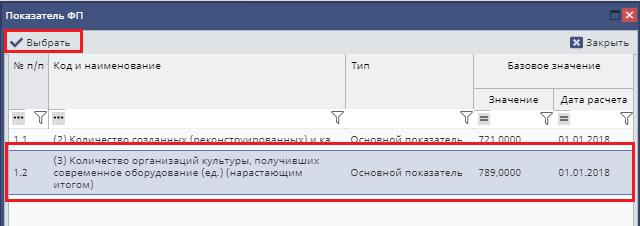 Показатель ФП
Выбрать Закрыть
№ п/п Код и наименование Тип Базовое значение
Значение Дата расчета
1.1 (2) Количество созданных (реконструированных) и ка... Основной показатель 721,0000 01.01.2018
(3) Количество организаций культуры, получивших
1.2 современное оборудование (ед.) (нарастающим Основной показатель 789,0000 01.01.2018
итогом)